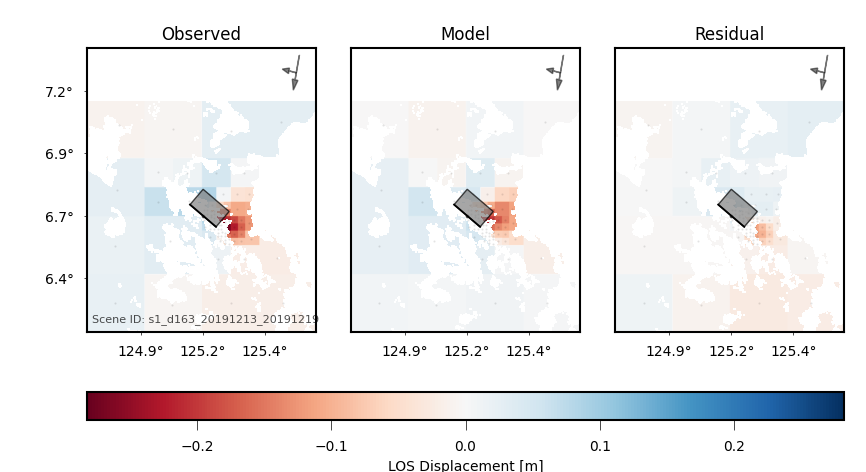 Observed Model Residual
7.2°
6.9°
6.7°
6.4°
Scene ID: s1_d163_20191213_20191219
124.9° 125.2° 125.4° 124.9° 125.2° 125.4° 124.9° 125.2° 125.4°
−0.2 −0.1 0.0 0.1 0.2
LOS Displacement [m]